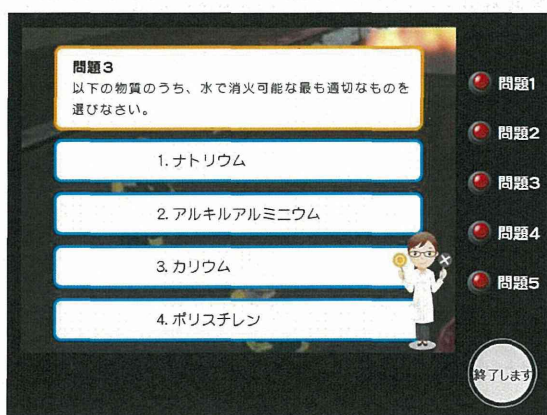 問題3
以下の物質のうち、水で消火可能な最も適切なものを
選びなさい。
1. ナトリウム
2. アルキルアルミニウム
3. カリウム
4. ポリスチレン
問題1
問題2
問題3
問題4
問題5
終了します